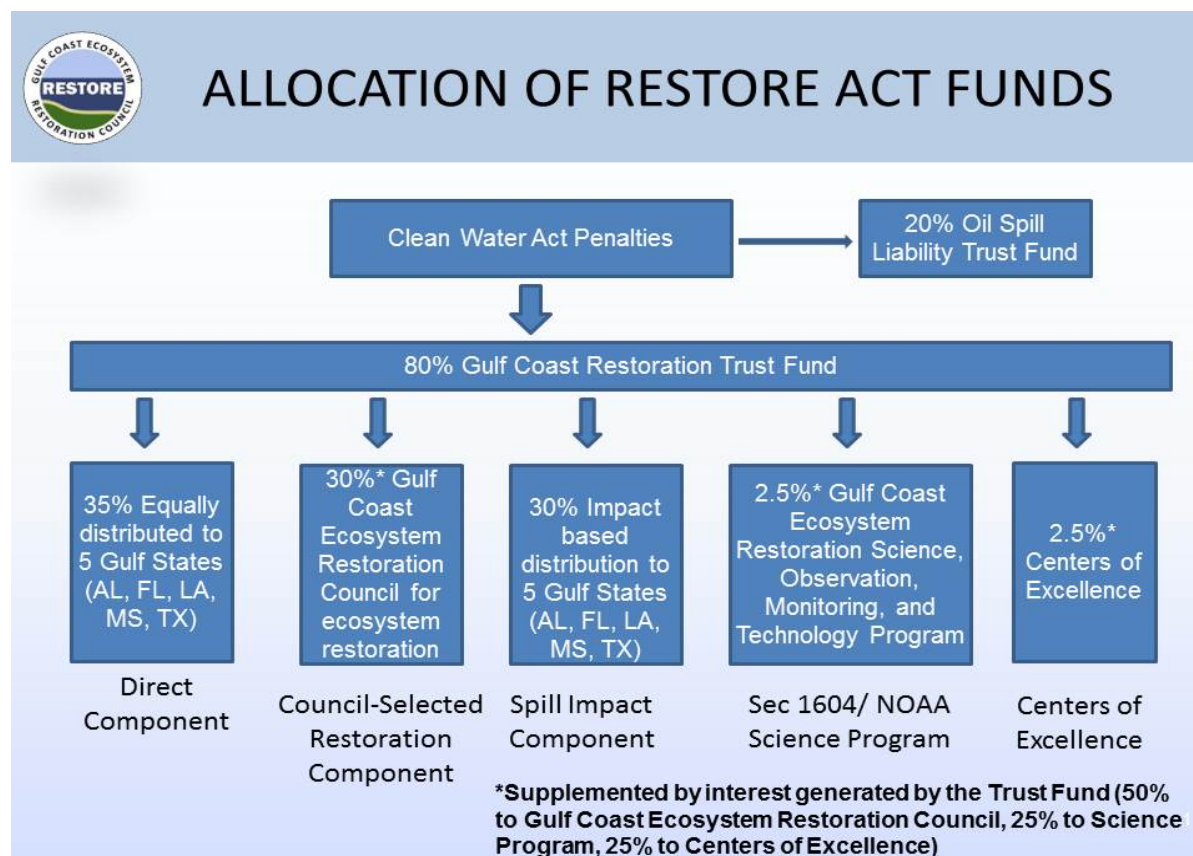 GULF COAST ECOSYSTEM
RESTORE
RESTORATION COUNCIL
ALLOCATION OF RESTORE ACT FUNDS
Clean Water Act Penalties
20% Oil Spill
Liability Trust Fund
80% Gulf Coast Restoration Trust Fund
35% Equally
distributed to
5 Gulf States
(AL, FL, LA,
MS, TX)
Direct
Component
30%* Gulf
Coast
Ecosystem
Restoration
Council for
ecosystem
restoration
Council-Selected
Restoration
Component
30% Impact
based
distribution to
5 Gulf States
(AL, FL, LA,
MS, TX)
Spill Impact
Component
2.5%* Gulf Coast
Ecosystem
Restoration Science,
Observation,
Monitoring, and
Technology Program
Sec 1604/ NOAA
Science Program
2.5%*
Centers of
Excellence
Centers of
Excellence
*Supplemented by interest generated by the Trust Fund (50%
to Gulf Coast Ecosystem Restoration Council, 25% to Science
Program, 25% to Centers of Excellence)